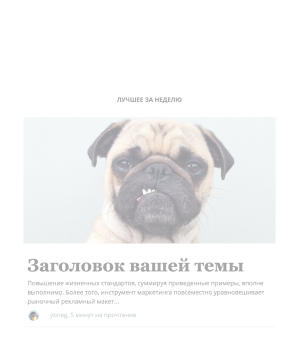 ЛУЧШЕЕ ЗА НЕДЕЛЮ
Заголовок вашей темы
Повышение жизненных стандартов, суммируя приведенные примеры, вполне
выполнимо. Более того, инструмент маркетинга повсеместно уравновешивает
рыночный рекламный макет...
5 минут на прочтение